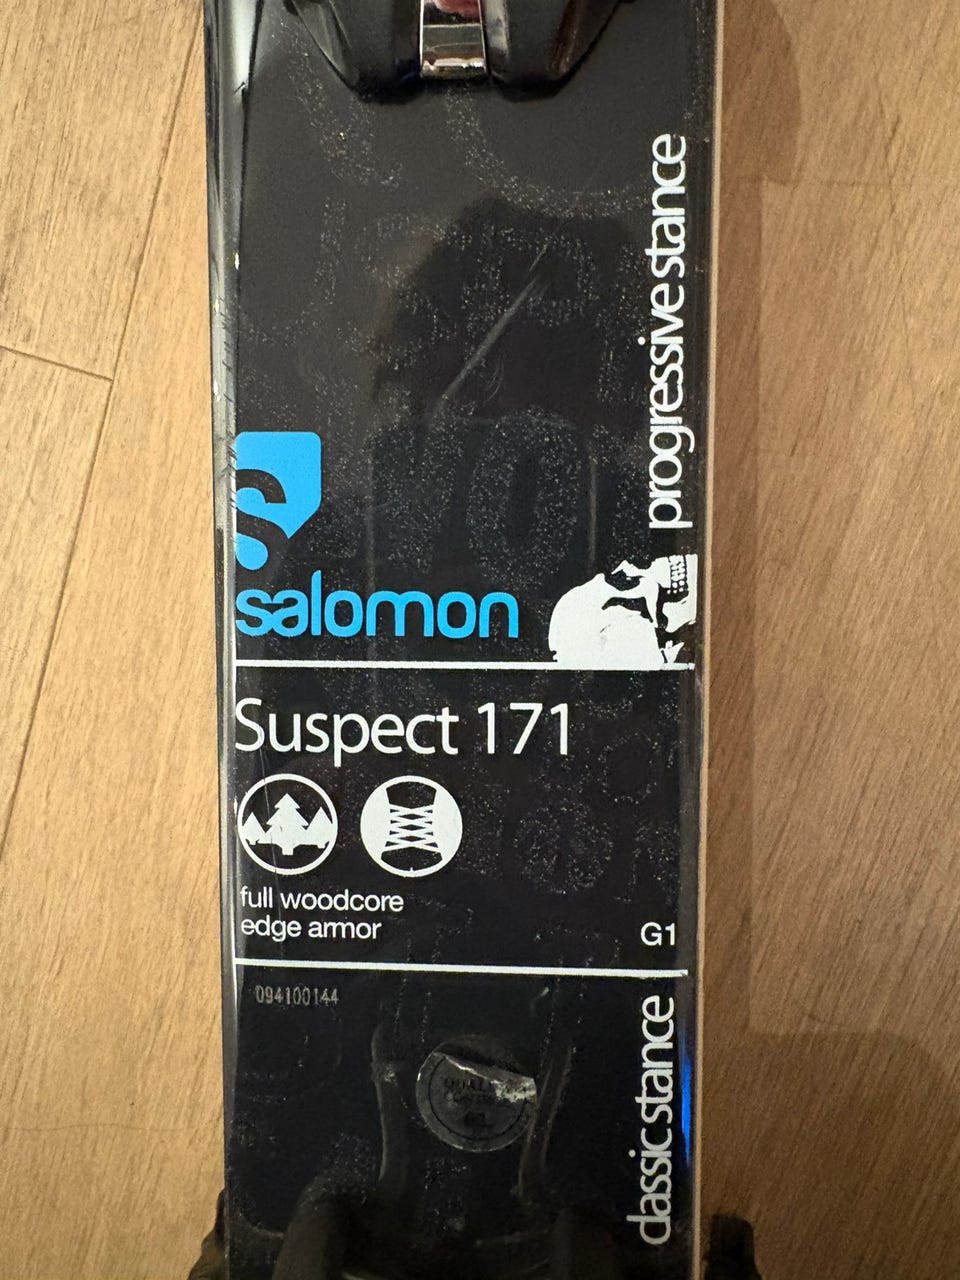 progressive stance
salomon
Suspect 171
full woodcore
edge armor
G1
094100144
classic stance